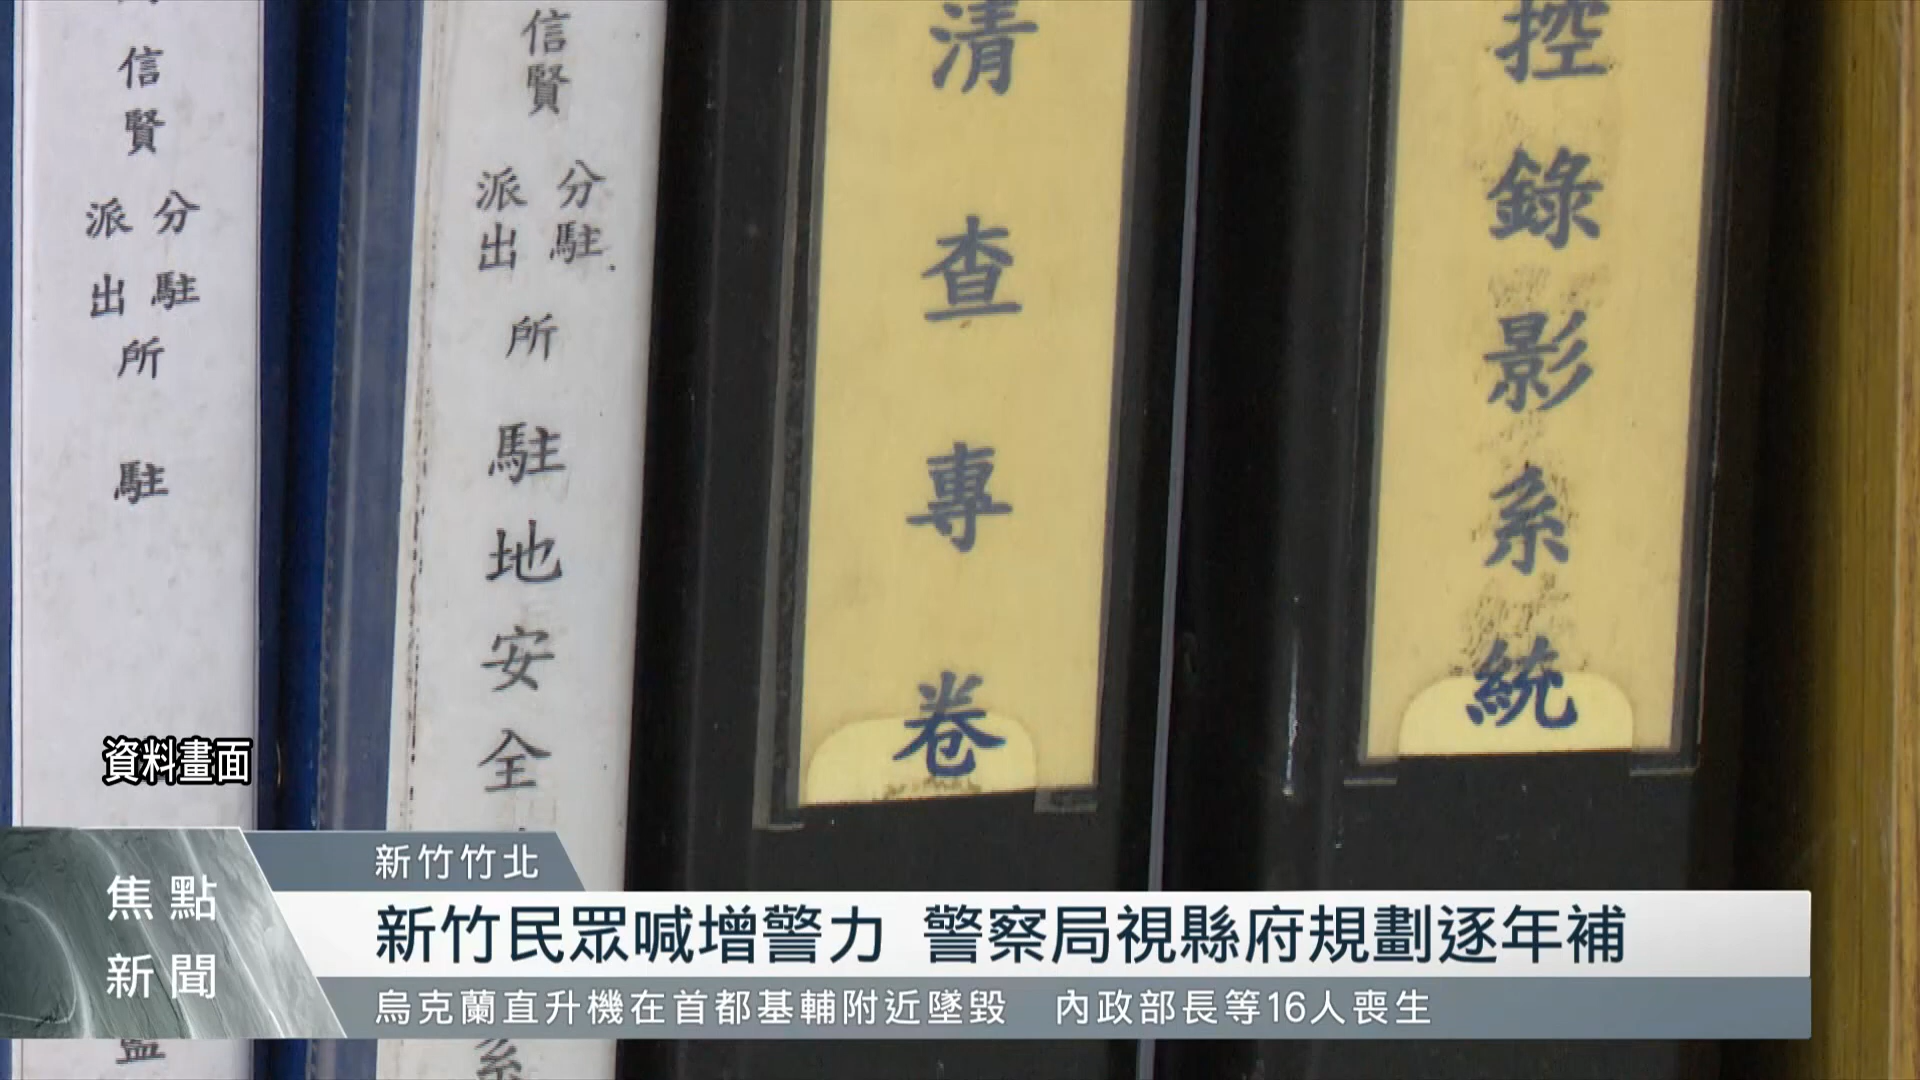 信賢
分駐
派出
所
駐
信賢
分駐
派出
所
駐地安全
清查專卷
控錄影系統
資料畫面
焦點
新聞
新竹竹北
新竹民眾喊增警力 警察局視縣府規劃逐年補
烏克蘭直升機在首都基輔附近墜毀 內政部長等16人喪生
監
系